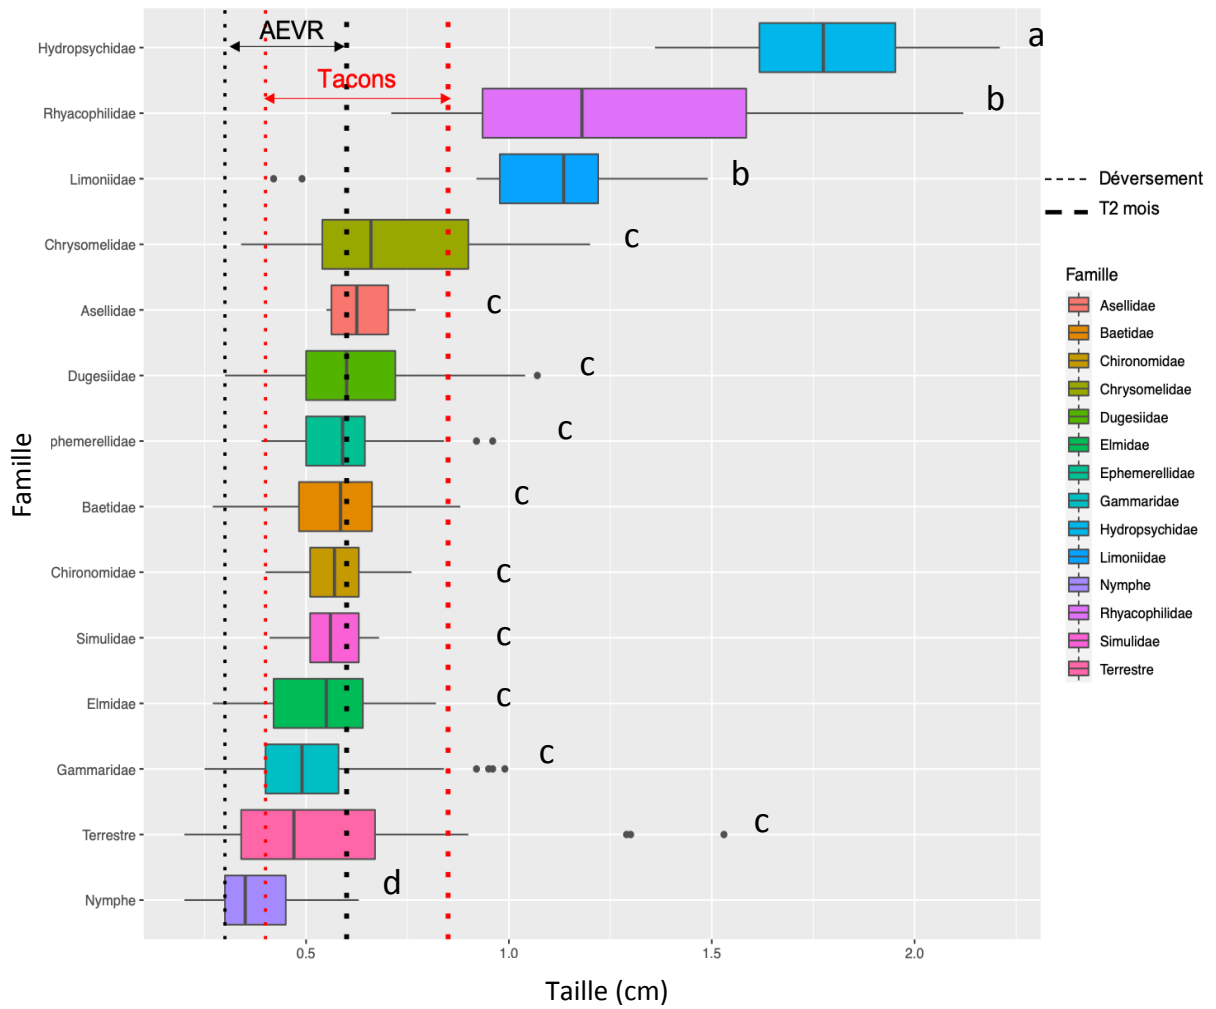 AEVR
Tacons
Famille
Hydropsychidae
a
Rhyacophilidae
b
Limoniidae
b
Chrysomelidae
c
Asellidae
c
Dugesiidae
c
phemerellidae
c
Baetidae
c
Chironomidae
c
Simulidae
c
Elmidae
c
Gammaridae
c
Terrestre
c
Nymphe
d
0.5
1.0
1.5
2.0
Taille (cm)
Déversement
T2 mois
Famille
Asellidae
Baetidae
Chironomidae
Chrysomelidae
Dugesiidae
Elmidae
Ephemerellidae
Gammaridae
Hydropsychidae
Limoniidae
Nymphe
Rhyacophilidae
Simulidae
Terrestre